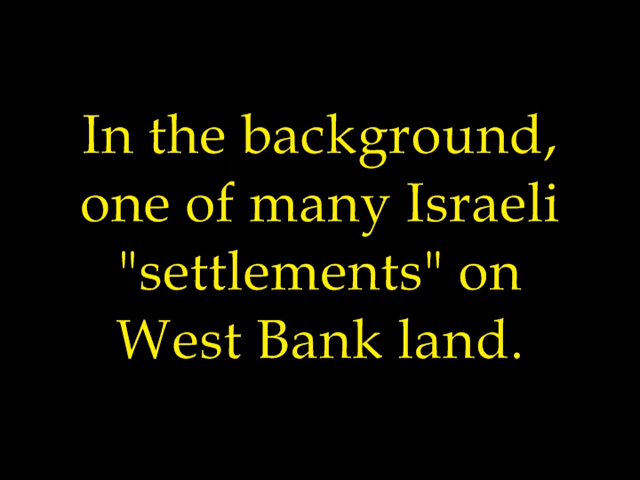 In the background,
one of many Israeli
"settlements" on
West Bank land.